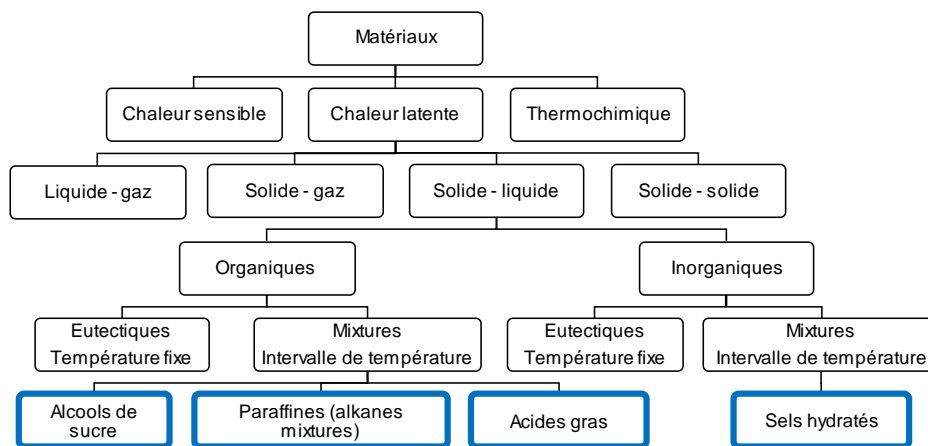 Matériaux
Chaleur sensible
Chaleur latente
Thermochimique
Liquide - gaz
Solide - gaz
Solide - liquide
Solide - solide
Organiques
Inorganiques
Eutectiques
Température fixe
Mixtures
Intervalle de température
Eutectiques
Température fixe
Mixtures
Intervalle de température
Alcools de
sucre
Paraffines (alkanes
mixtures)
Acides gras
Sels hydratés